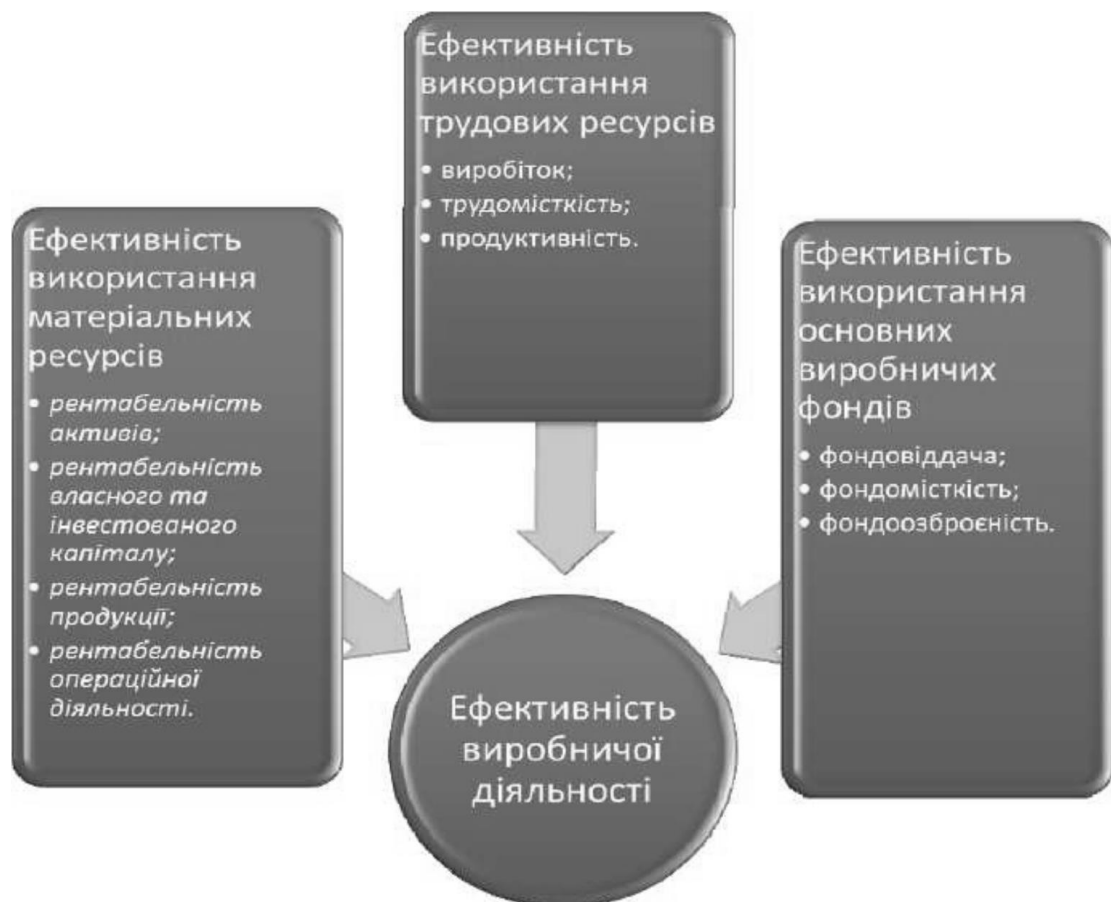 Ефективність
використання
трудових ресурсів
• виробіток;
• трудомісткість;
• продуктивність.
Ефективність
використання
матеріальних
ресурсів
• рентабельність
активів;
• рентабельність
власного та
інвестованого
капіталу;
• рентабельність
продукції;
• рентабельність
операційної
діяльності.
Ефективність
використання
основних
виробничих
фондів
• фондовіддача;
• фондомісткість;
• фондоозброєність.
Ефективність
виробничої
діяльності